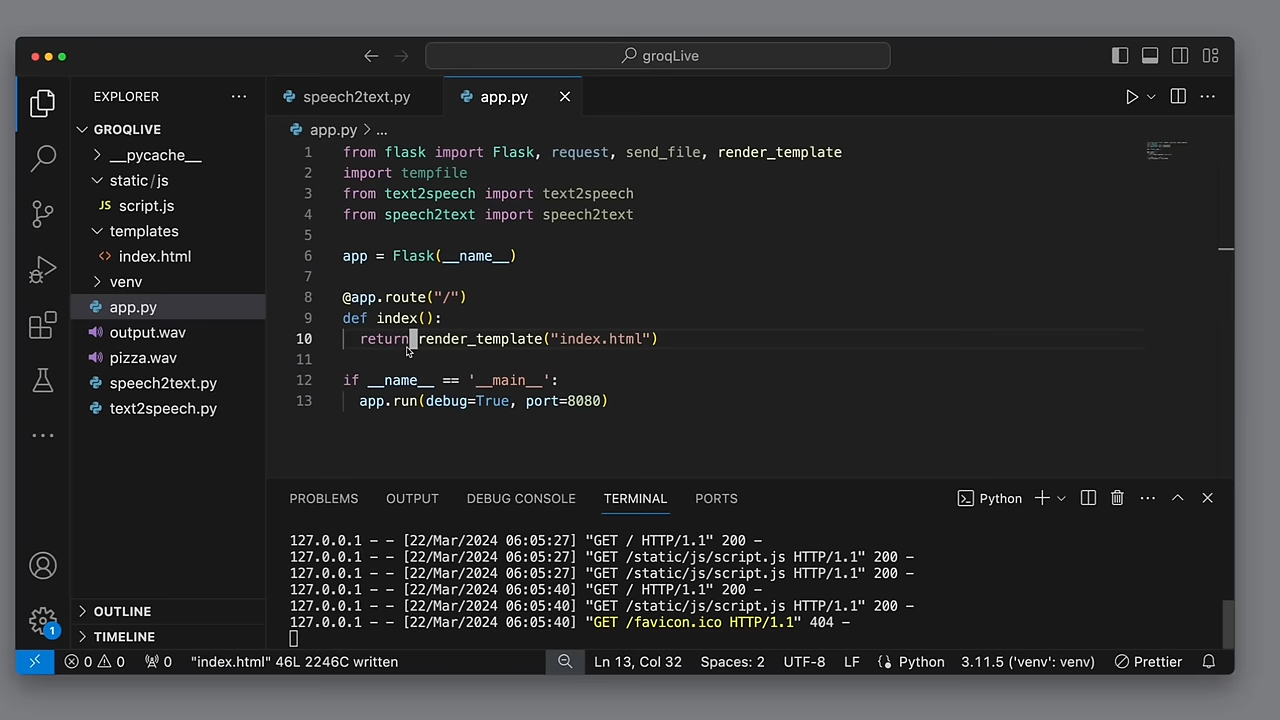 groqLive
EXPLORER
GROQLIVE
__pycache__
static/js
JS script.js
templates
<> index.html
venv
app.py
output.wav
pizza.wav
speech2text.py
text2speech.py
OUTLINE
TIMELINE
speech2text.py app.py
app.py > ...
1 from flask import Flask, request, send_file, render_template
2 import tempfile
3 from text2speech import text2speech
4 from speech2text import speech2text
5
6 app = Flask(__name__)
7
8 @app.route("/")
9 def index():
10 return render_template("index.html")
11
12 if __name__ == '__main__':
13 app.run(debug=True, port=8080)
PROBLEMS OUTPUT DEBUG CONSOLE TERMINAL PORTS Python
127.0.0.1 - - [22/Mar/2024 06:05:27] "GET / HTTP/1.1" 200 -
127.0.0.1 - - [22/Mar/2024 06:05:27] "GET /static/js/script.js HTTP/1.1" 200 -
127.0.0.1 - - [22/Mar/2024 06:05:27] "GET /static/js/script.js HTTP/1.1" 200 -
127.0.0.1 - - [22/Mar/2024 06:05:40] "GET / HTTP/1.1" 200 -
127.0.0.1 - - [22/Mar/2024 06:05:40] "GET /static/js/script.js HTTP/1.1" 200 -
127.0.0.1 - - [22/Mar/2024 06:05:40] "GET /favicon.ico HTTP/1.1" 404 -
1
0 0 0 "index.html" 46L 2246C written Ln 13, Col 32 Spaces: 2 UTF-8 LF Python 3.11.5 ('venv': venv) Prettier